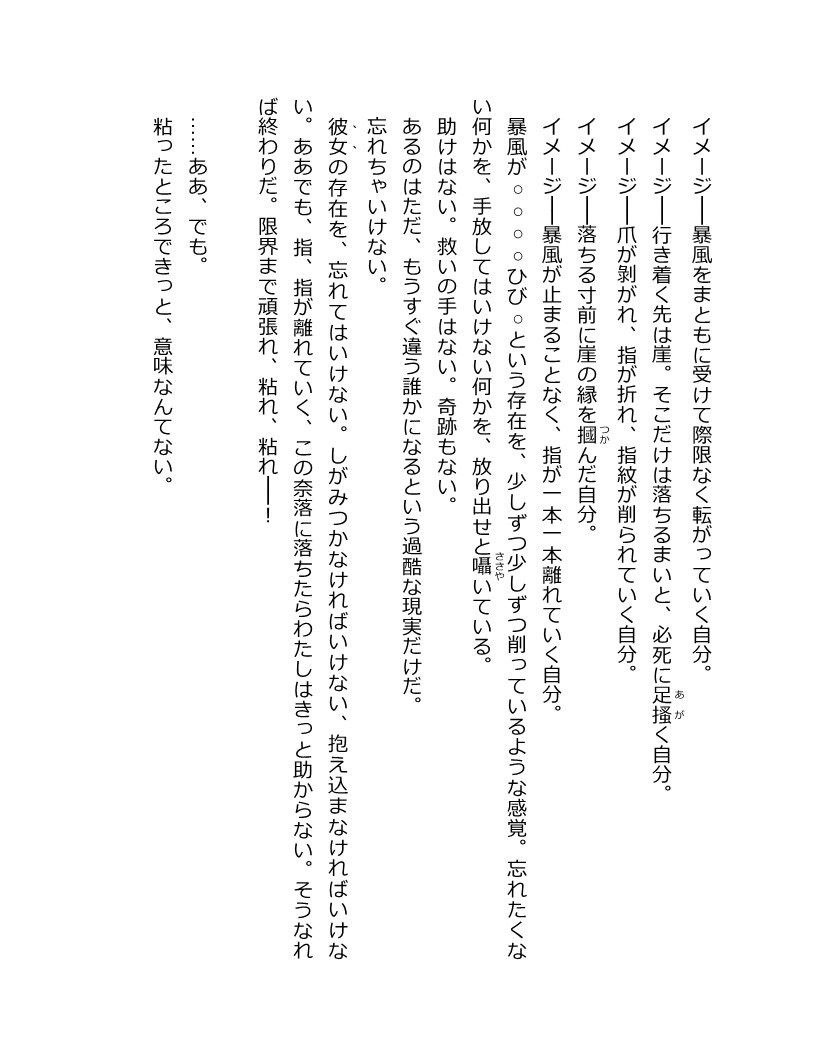 イメージ――暴風をまともに受けて際限なく転がっていく自分。
イメージ――行き着く先は崖。そこだけは落ちるまいと、必死に足搔く自分。
イメージ――爪が剝がれ、指が折れ、指紋が削られていく自分。
イメージ――落ちる寸前に崖の縁を摑んだ自分。
イメージ――暴風が止まることなく、指が一本一本離れていく自分。
暴風が○○○○ひび○という存在を、少しずつ少しずつ削っているような感覚。忘れたくな
い何かを、手放してはいけない何かを、放り出せと囁いている。
助けはない。救いの手はない。奇跡もない。
あるのはただ、もうすぐ違う誰かになるという過酷な現実だけだ。
忘れちゃいけない。
彼女の存在を、忘れてはいけない。しがみつかなければいけない、抱え込まなければいけな
い。ああでも、指、指が離れていく、この奈落に落ちたらわたしはきっと助からない。そうなれ
ば終わりだ。限界まで頑張れ、粘れ、粘れ――！
……ああ、でも。
粘ったところできっと、意味なんてない。